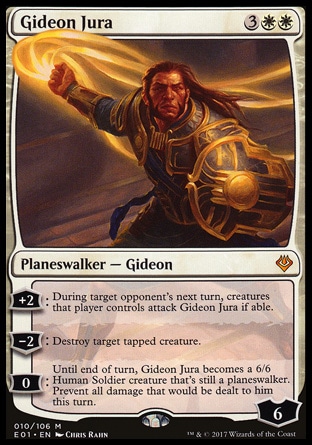 Gideon Jura 3
Planeswalker — Gideon
+2 : During target opponent's next turn, creatures
that player controls attack Gideon Jura if able.
-2 : Destroy target tapped creature.
Until end of turn, Gideon Jura becomes a 6/6
0 : Human Soldier creature that's still a planeswalker.
Prevent all damage that would be dealt to him
this turn.
6
010/106 M
E01 • EN Chris Rahn
™ & © 2017 Wizards of the Coast